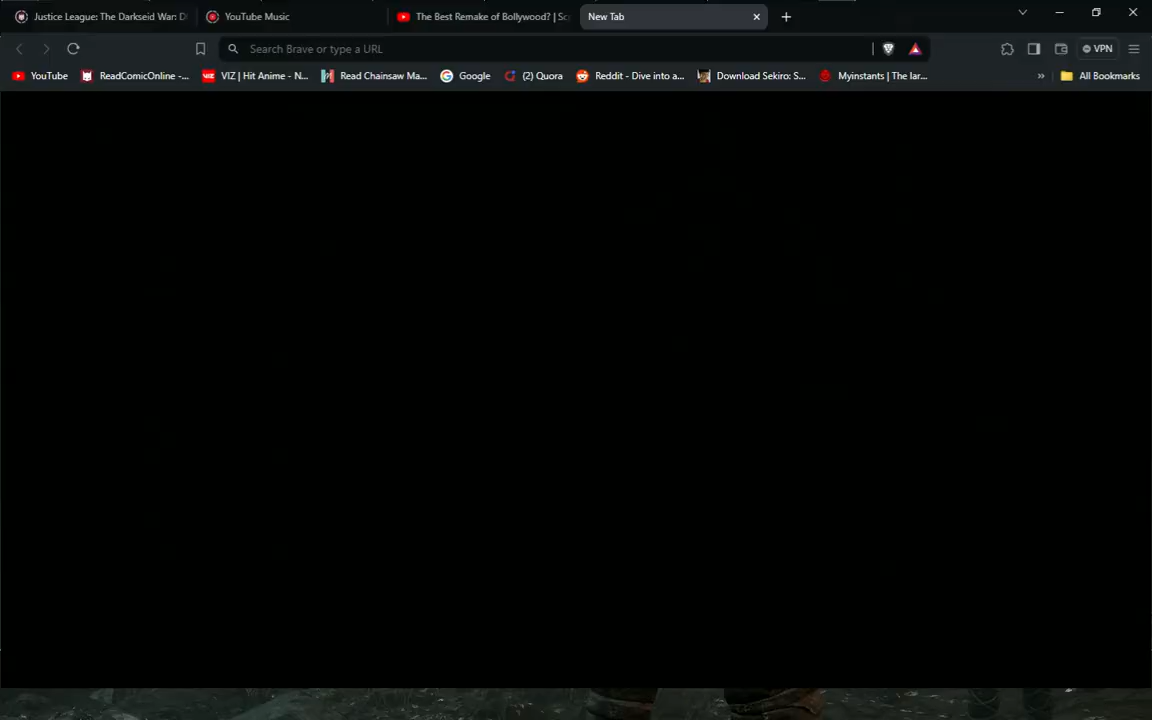 Justice League: The Darkseid War: D
YouTube Music
The Best Remake of Bollywood? | Sc
New Tab
Search Brave or type a URL
VPN
YouTube
ReadComicOnline -...
VIZ | Hit Anime - N...
Read Chainsaw Ma...
Google
(2) Quora
Reddit - Dive into a...
Download Sekiro: S...
Myinstants | The lar...
»
All Bookmarks